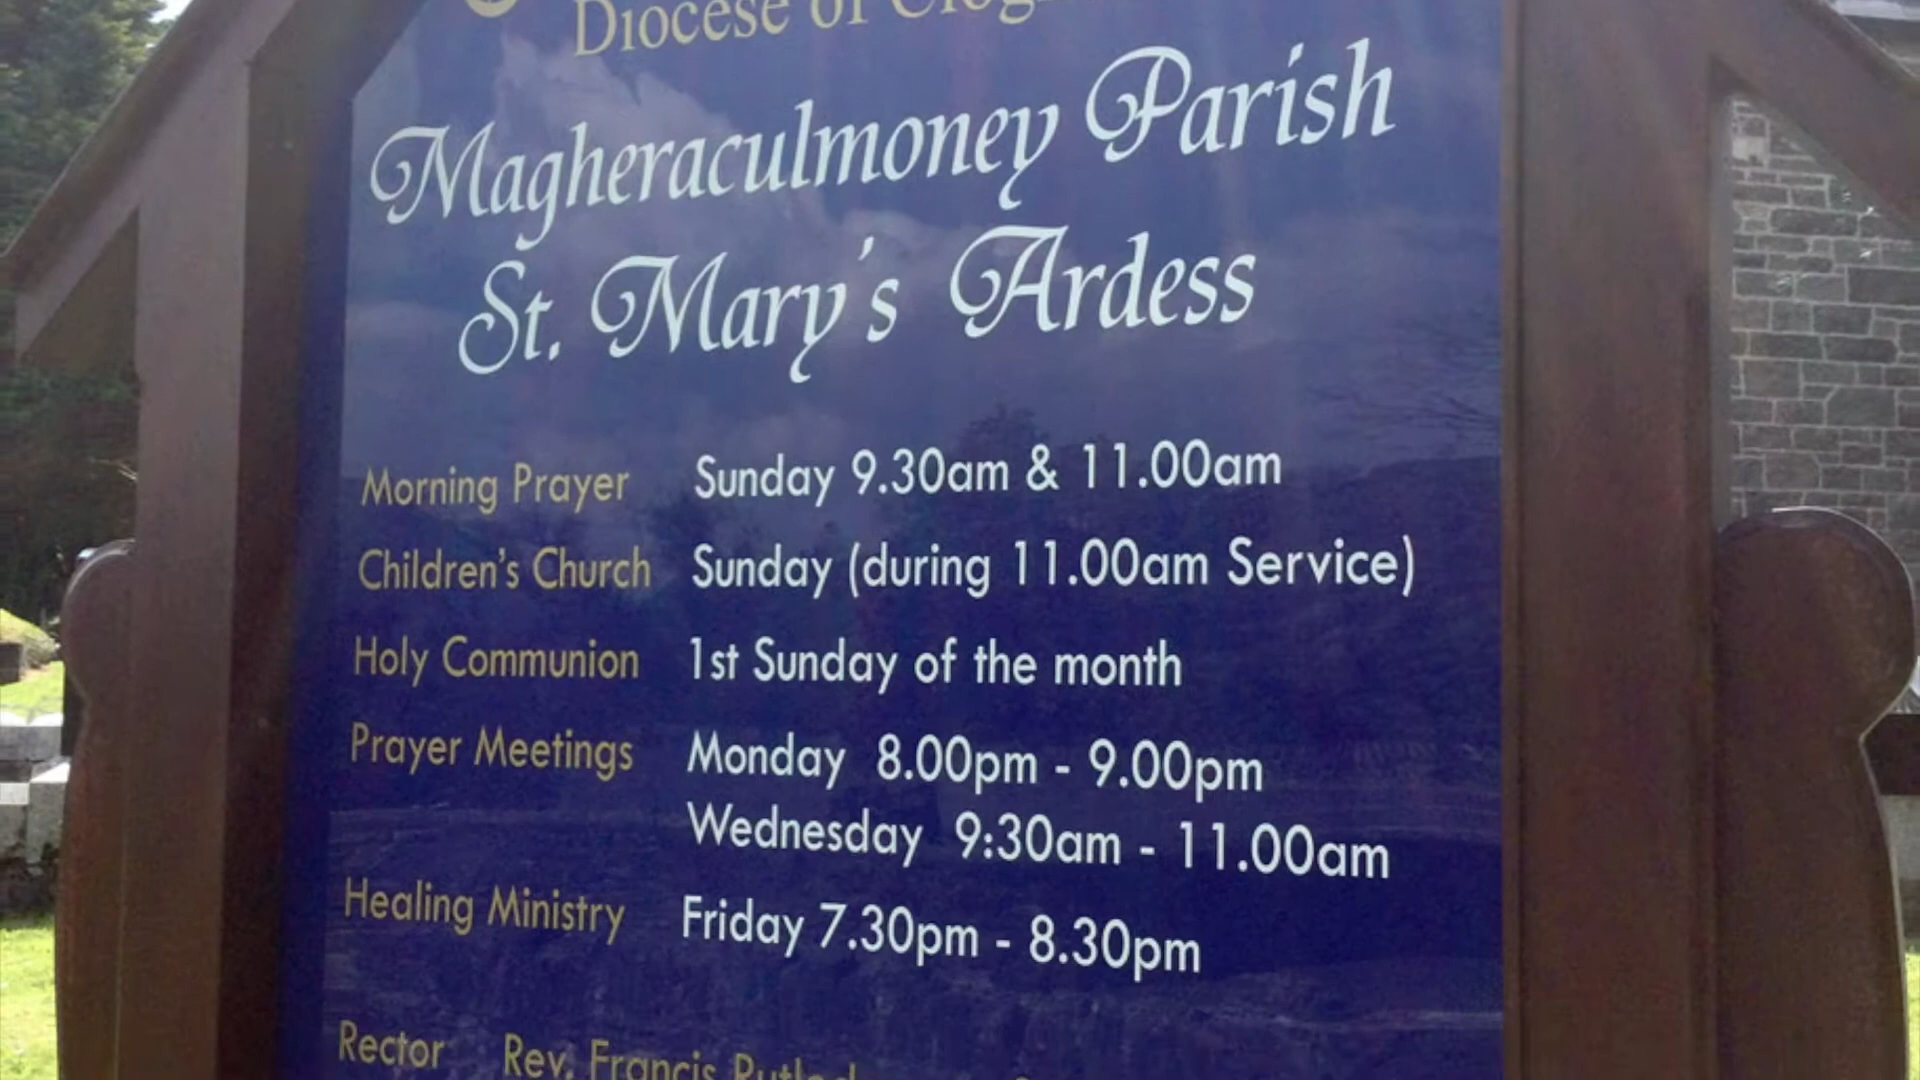 Diocese of
Magheraculmoney Parish
St. Mary's Ardess
Morning Prayer Sunday 9.30am & 11.00am
Children's Church Sunday (during 11.00am Service)
Holy Communion 1st Sunday of the month
Prayer Meetings Monday 8.00pm - 9.00pm
Wednesday 9:30am - 11.00am
Healing Ministry Friday 7.30pm - 8.30pm
Rector Rev. Francis